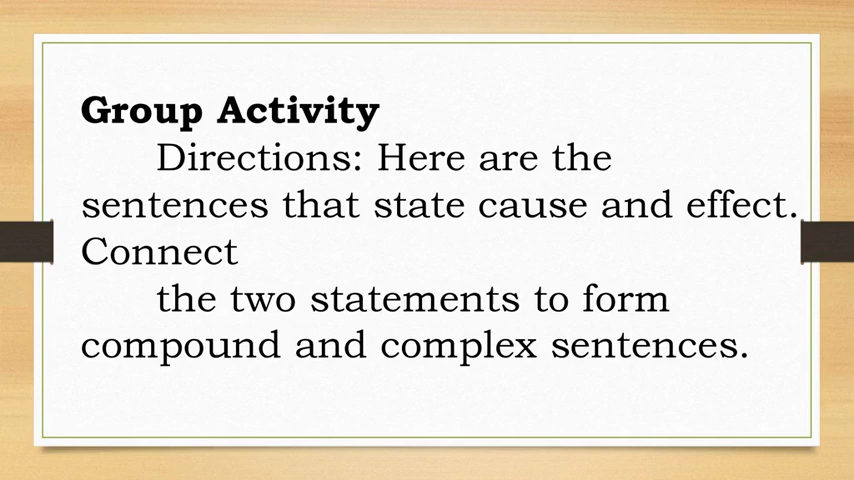 Group Activity
Directions: Here are the
sentences that state cause and effect.
Connect
the two statements to form
compound and complex sentences.